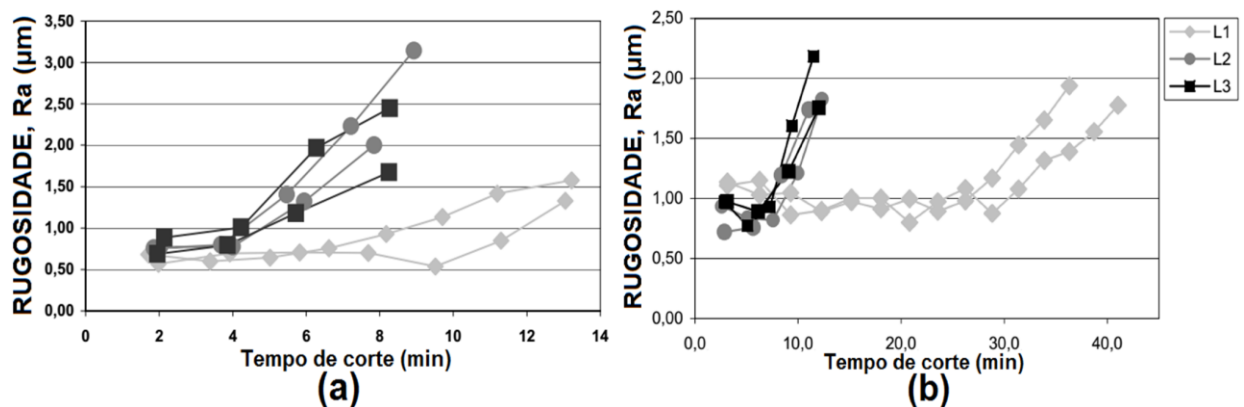 RUGOSIDADE, Ra (µm)
3,50
3,00
2,50
2,00
1,50
1,00
0,50
0,00
0 2 4 6 8 10 12 14
Tempo de corte (min)
(a)
RUGOSIDADE, Ra (µm)
2,50
2,00
1,50
1,00
0,50
0,00
0,0 10,0 20,0 30,0 40,0
Tempo de corte (min)
(b)
L1
L2
L3